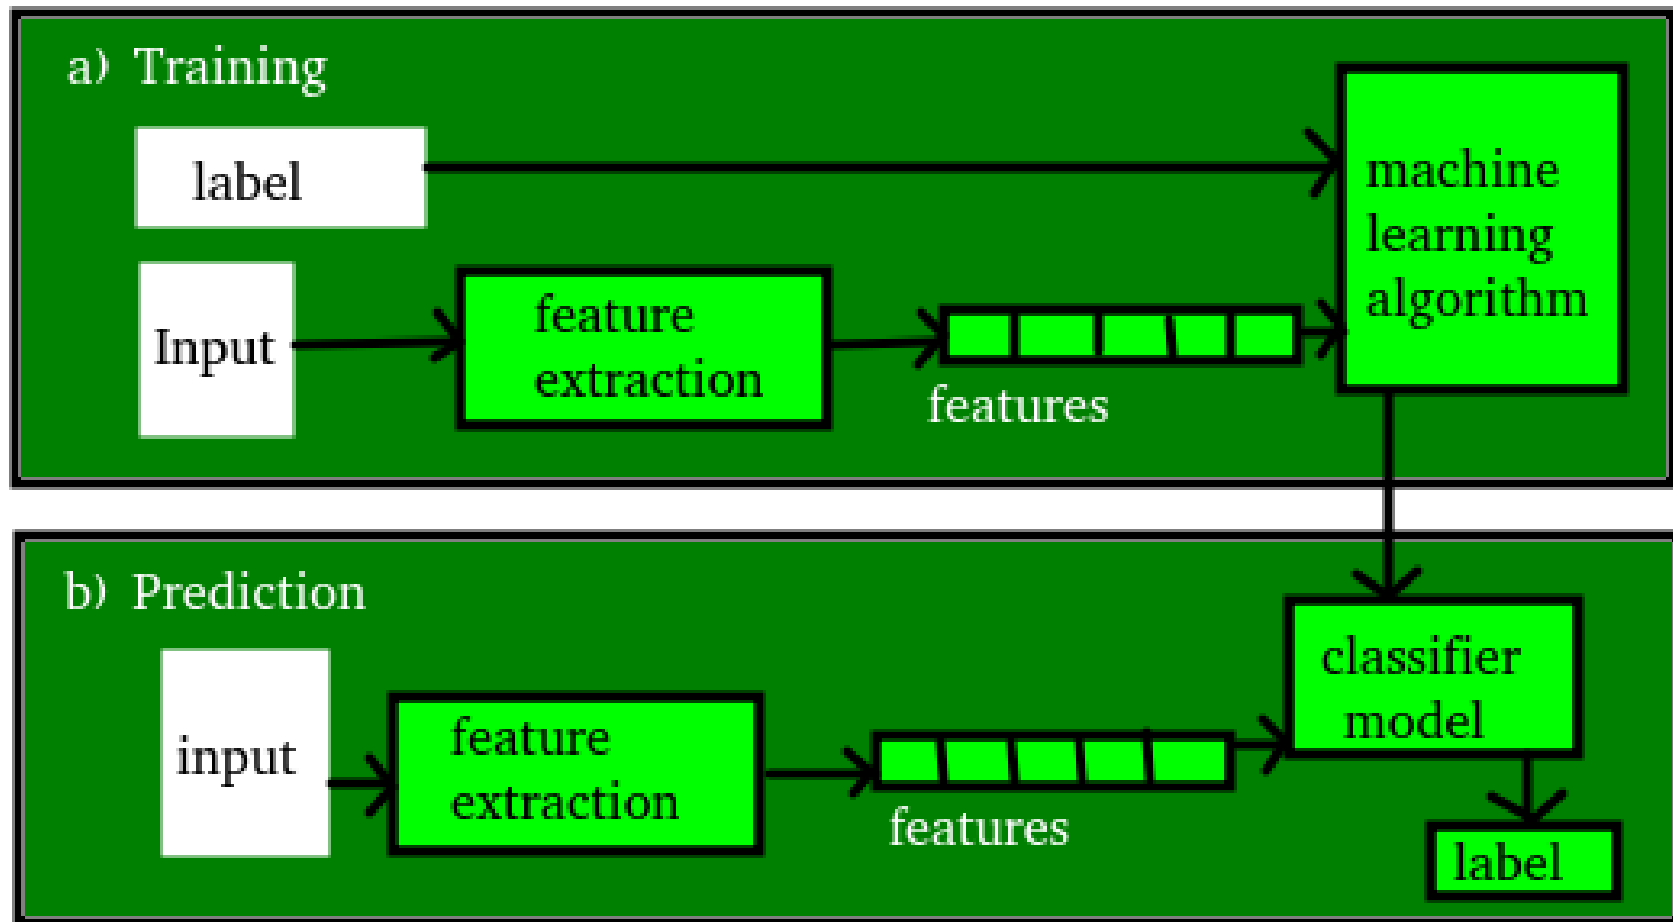 a) Training
label
Input
feature
extraction
features
machine
learning
algorithm
b) Prediction
input
feature
extraction
features
classifier
model
label